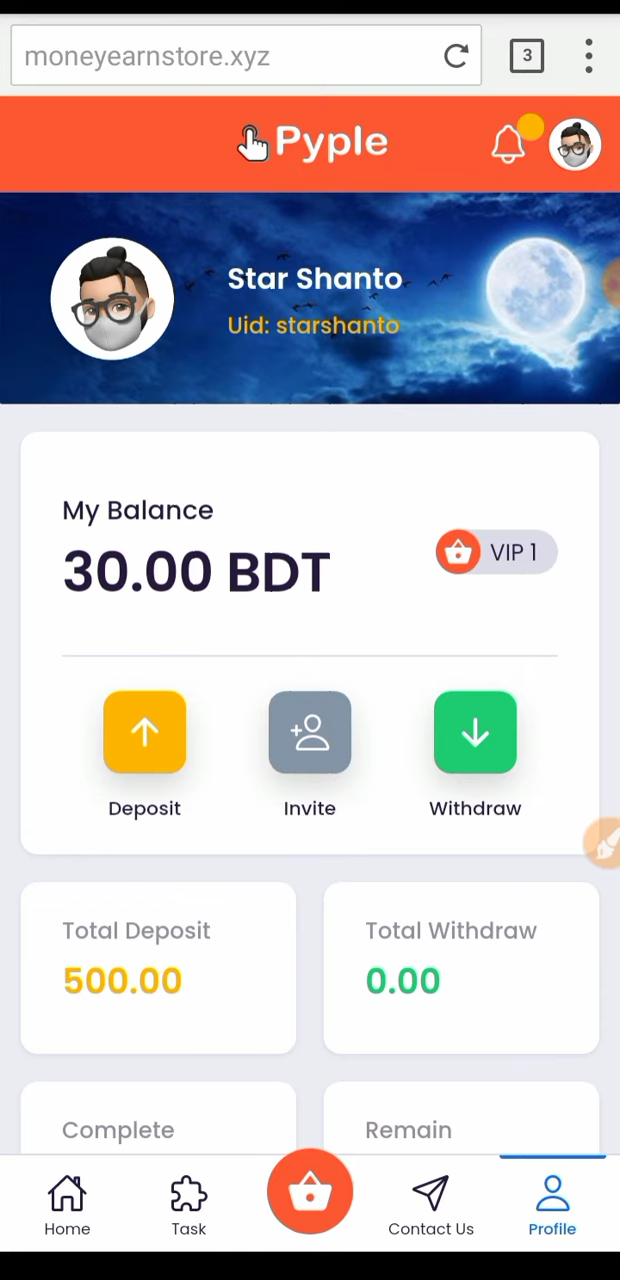 moneyearnstore.xyz
3
Pyple
Star Shanto
Uid: starshanto
My Balance
30.00 BDT
VIP 1
Deposit
Invite
Withdraw
Total Deposit
Total Withdraw
500.00
0.00
Complete
Remain
Home
Task
Contact Us
Profile